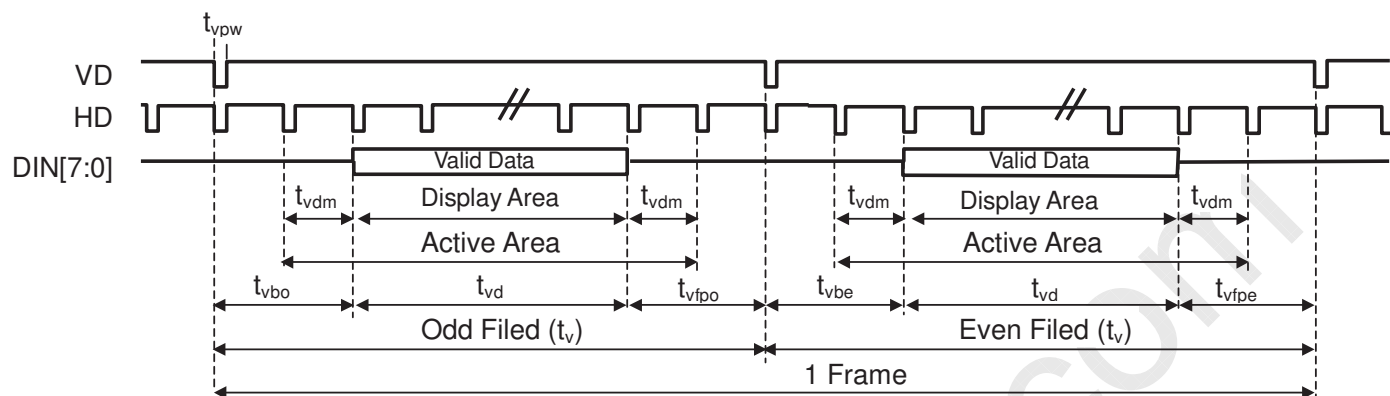 tvpw
VD
HD
DIN[7:0]
Valid Data Valid Data
tvdm Display Area tvdm tvdm Display Area tvdm
Active Area Active Area
tvbo tvd tvfpo tvbe tvd tvfpe
Odd Filed (tv) Even Filed (tv)
1 Frame